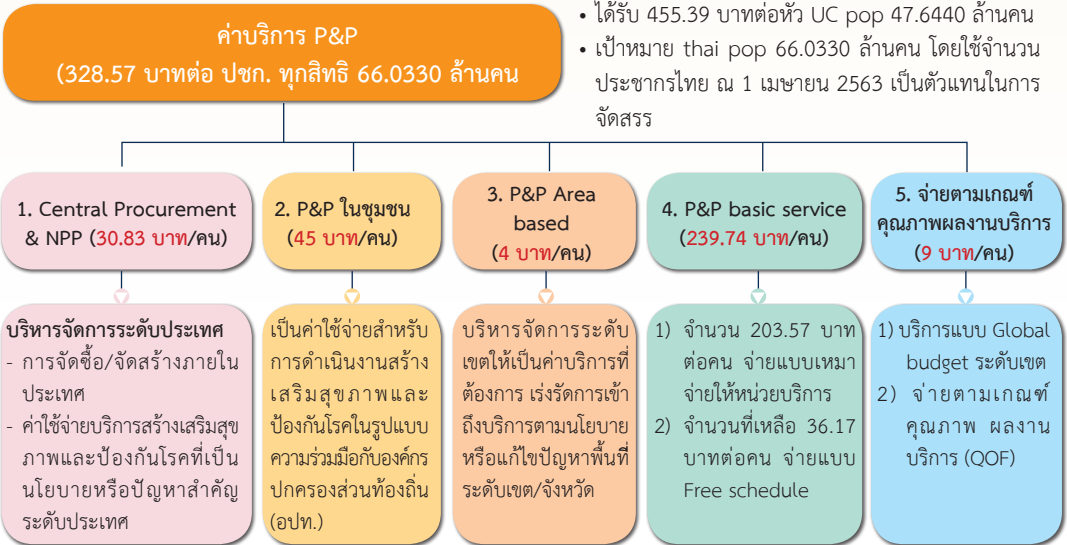 ค่าบริการ P&P
(328.57 บาทต่อ ปชก. ทุกสิทธิ 66.0330 ล้านคน
• ได้รับ 455.39 บาทต่อหัว UC pop 47.6440 ล้านคน
• เป้าหมาย thai pop 66.0330 ล้านคน โดยใช้จำนวน
ประชากรไทย ณ 1 เมษายน 2563 เป็นตัวแทนในการ
จัดสรร
1. Central Procurement
& NPP (30.83 บาท/คน)
2. P&P ในชุมชน
(45 บาท/คน)
3. P&P Area
based
(4 บาท/คน)
4. P&P basic service
(239.74 บาท/คน)
5. จ่ายตามเกณฑ์
คุณภาพผลงานบริการ
(9 บาท/คน)
บริหารจัดการระดับประเทศ
- การจัดซื้อ/จัดสร้างภายใน
ประเทศ
- ค่าใช้จ่ายบริการสร้างเสริมสุข
ภาพและป้องกันโรคที่เป็น
นโยบายหรือปัญหาสำคัญ
ระดับประเทศ
เป็นค่าใช้จ่ายสำหรับ
การดำเนินงานสร้าง
เสริมสุขภาพและ
ป้องกันโรคในรูปแบบ
ความร่วมมือกับองค์กร
ปกครองส่วนท้องถิ่น
(อปท.)
บริหารจัดการระดับ
เขตให้เป็นค่าบริการที่
ต้องการ เร่งรัดการเข้า
ถึงบริการตามนโยบาย
หรือแก้ไขปัญหาพื้นที่
ระดับเขต/จังหวัด
1) จำนวน 203.57 บาท
ต่อคน จ่ายแบบเหมา
จ่ายให้หน่วยบริการ
2) จำนวนที่เหลือ 36.17
บาทต่อคน จ่ายแบบ
Free schedule
1) บริการแบบ Global
budget ระดับเขต
2) จ่ายตามเกณฑ์
คุณภาพ ผลงาน
บริการ (QOF)